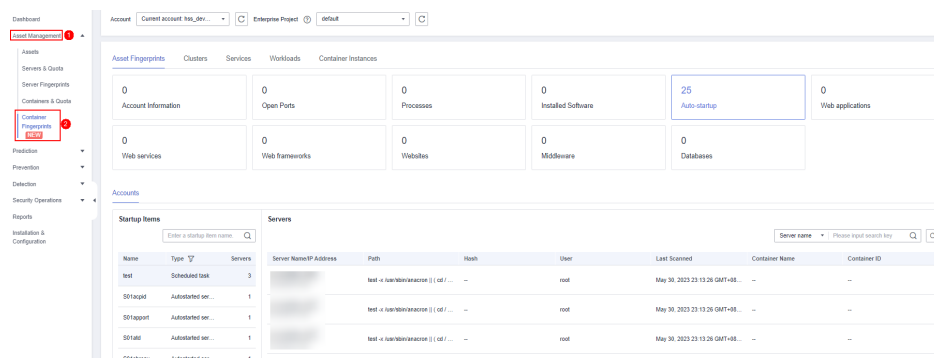 Dashboard
Asset Management 1
Assets
Servers & Quota
Server Fingerprints
Containers & Quota
Container
Fingerprints 2
NEW
Prediction
Prevention
Detection
Security Operations
Reports
Installation &
Configuration
Account Current account: hss_dev... Enterprise Project ? default
Asset Fingerprints Clusters Services Workloads Container Instances
0 0 0 0 25 0
Account Information Open Ports Processes Installed Software Auto-startup Web applications
0 0 0 0 0
Web services Web frameworks Websites Middleware Databases
Accounts
Startup Items Servers
Enter a startup item name. Server name Please input search key
Name Type Servers Server Name/IP Address Path Hash User Last Scanned Container Name Container ID
test Scheduled task 3 test -x /usr/sbin/anacron || ( cd / ... -- root May 30, 2023 23:13:26 GMT+08... -- --
S01acpid Autostarted ser... 1
S01apport Autostarted ser... 1 test -x /usr/sbin/anacron || ( cd / ... -- root May 30, 2023 23:13:26 GMT+08... -- --
S01atd Autostarted ser... 1 test -x /usr/sbin/anacron || ( cd / ... -- root May 30, 2023 23:13:26 GMT+08... -- --